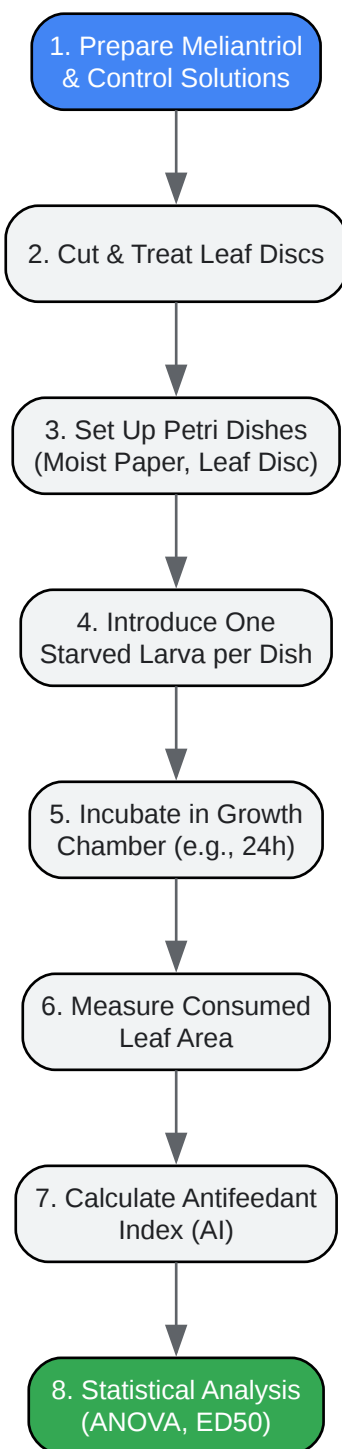 1. Prepare Meliantriol
& Control Solutions
2. Cut & Treat Leaf Discs
3. Set Up Petri Dishes
(Moist Paper, Leaf Disc)
4. Introduce One
Starved Larva per Dish
5. Incubate in Growth
Chamber (e.g., 24h)
6. Measure Consumed
Leaf Area
7. Calculate Antifeedant
Index (AI)
8. Statistical Analysis
(ANOVA, ED50)